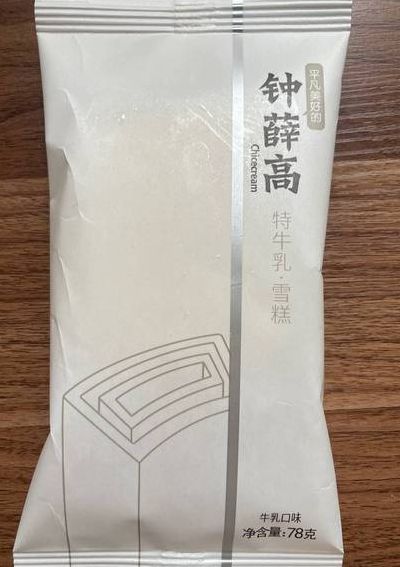 平凡美好的
钟薛高
Chicecream
特牛乳·雪糕
牛乳口味
净含量:78克